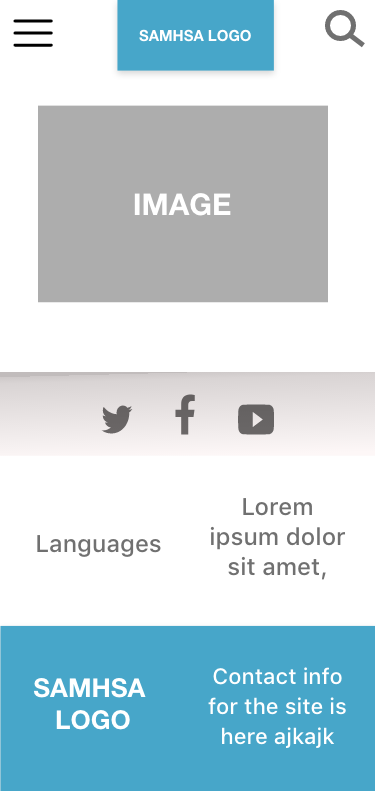 SAMHSA LOGO
IMAGE
Languages
Lorem
ipsum dolor
sit amet,
SAMHSA
LOGO
Contact info
for the site is
here ajkajk